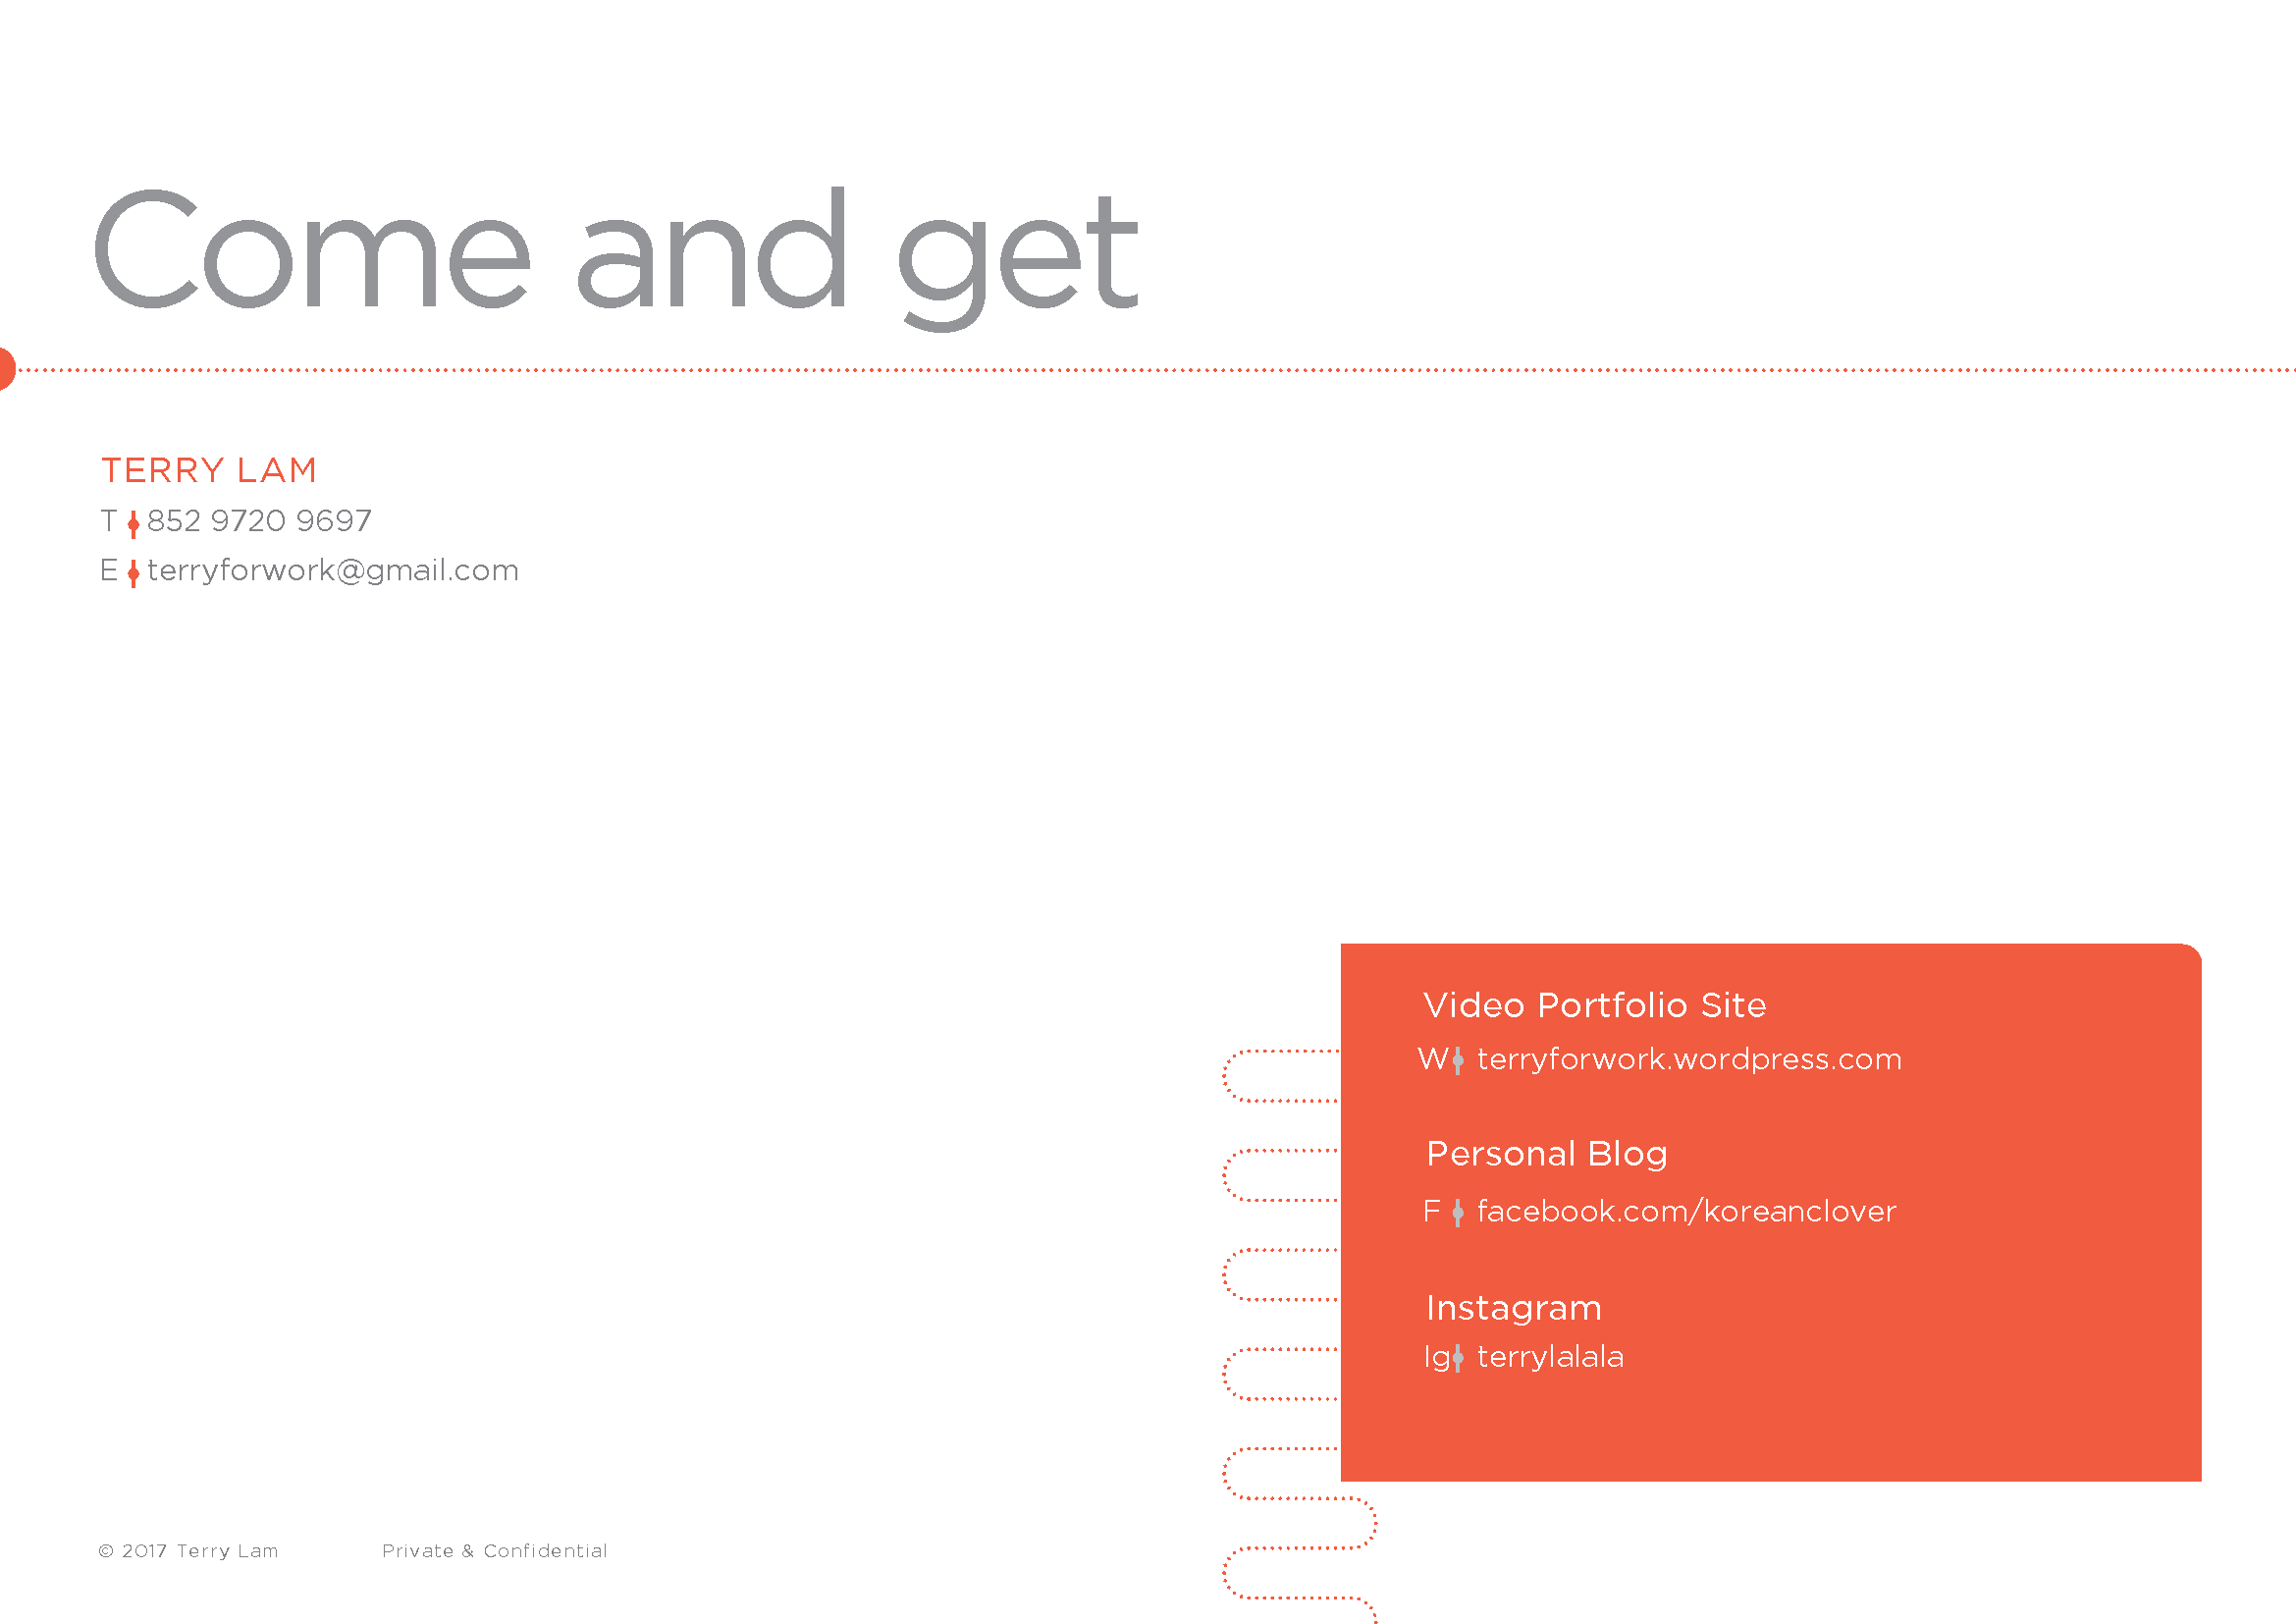 Come and get
TERRY LAM
T 852 9720 9697
E terryforwork@gmail.com
Video Portfolio Site
W terryforwork.wordpress.com
Personal Blog
F facebook.com/koreanclover
Instagram
Ig terrylalala
© 2017 Terry Lam Private & Confidential